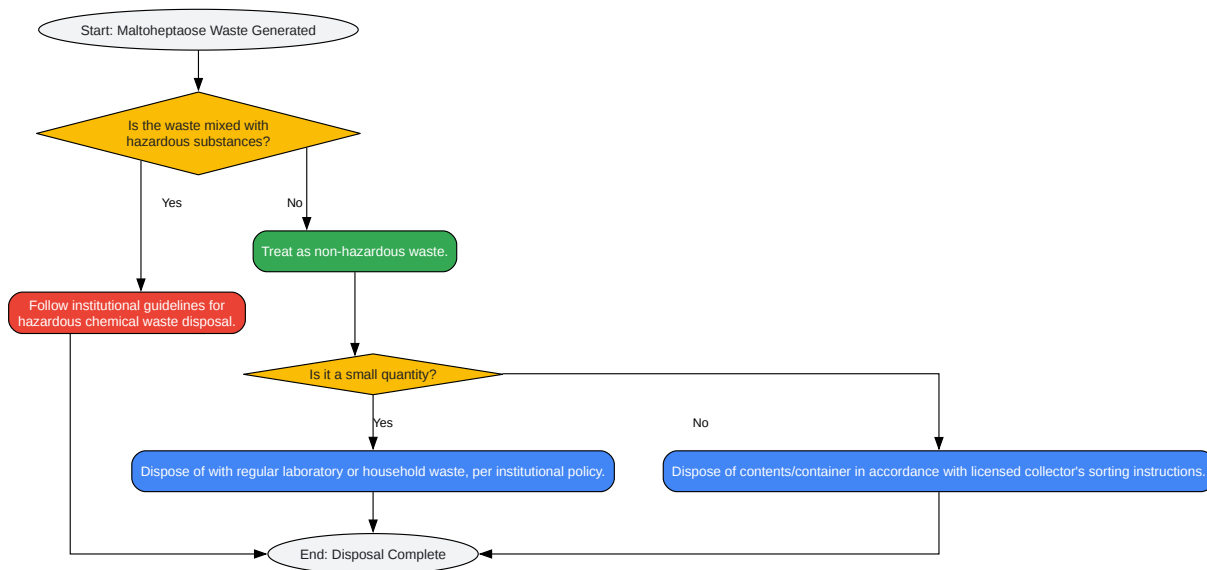 Start: Maltoheptaose Waste Generated
Is the waste mixed with
hazardous substances?
Yes
No
Treat as non-hazardous waste.
Follow institutional guidelines for
hazardous chemical waste disposal.
Is it a small quantity?
Yes
No
Dispose of with regular laboratory or household waste, per institutional policy.
Dispose of contents/container in accordance with licensed collector's sorting instructions.
End: Disposal Complete